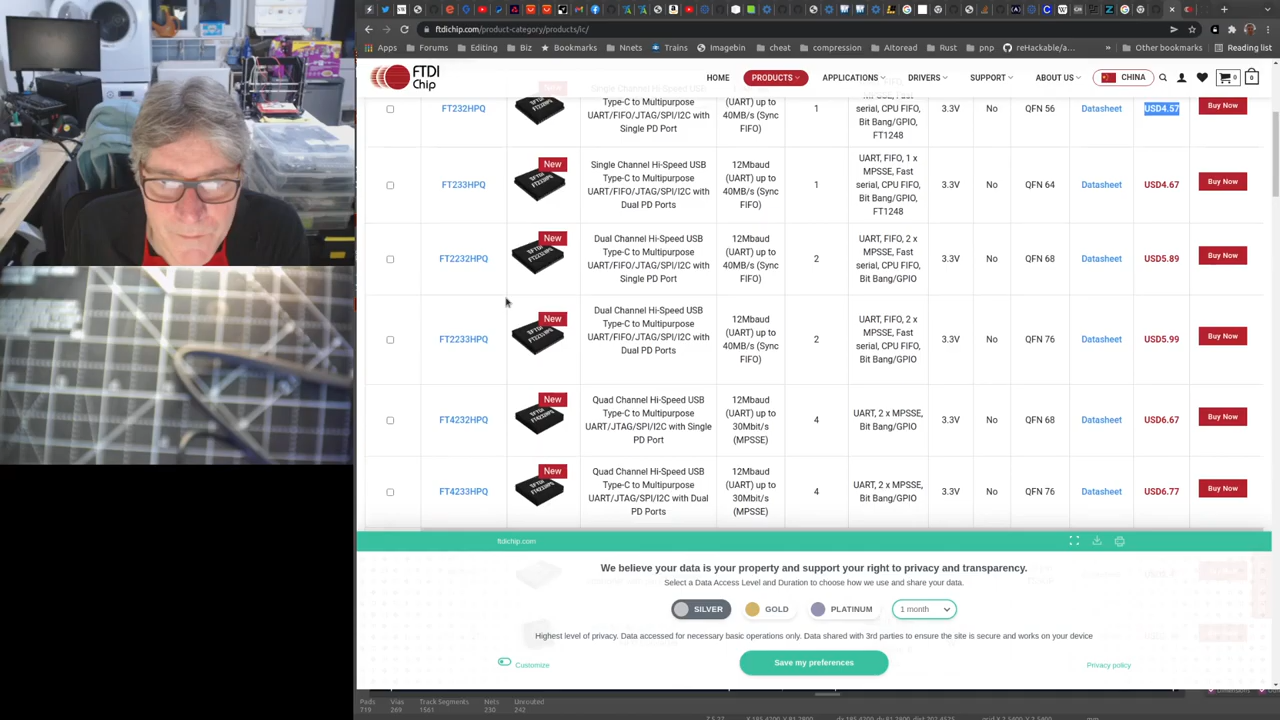 ftdichip.com/product-category/products/ic/
Apps Forums Editing Biz Bookmarks Nnets Trains Imaging cheat compression Aitoread Rust pno hackable/a... Other bookmarks Reading list
FTDI Chip
HOME PRODUCTS APPLICATIONS DRIVERS SUPPORT ABOUT US CHINA 0 0
FT232HPQ
Single Channel Hi-Speed USB
Type-C to Multipurpose
UART/FIFO/JTAG/SPI/I2C with
Single PD Port
(UART) up to
40MB/s (Sync
FIFO)
1
serial, CPU FIFO,
Bit Bang/GPIO,
FT1248
3.3V
No
QFN 56
Datasheet
USD4.57
Buy Now
FT233HPQ
New
Single Channel Hi-Speed USB
Type-C to Multipurpose
UART/FIFO/JTAG/SPI/I2C with
Dual PD Ports
12Mbaud
(UART) up to
40MB/s (Sync
FIFO)
1
UART, FIFO, 1 x
MPSSE, Fast
serial, CPU FIFO,
Bit Bang/GPIO,
FT1248
3.3V
No
QFN 64
Datasheet
USD4.67
Buy Now
FT2232HPQ
New
Dual Channel Hi-Speed USB
Type-C to Multipurpose
UART/FIFO/JTAG/SPI/I2C with
Single PD Port
12Mbaud
(UART) up to
40MB/s (Sync
FIFO)
2
UART, FIFO, 2 x
MPSSE, Fast
serial, CPU FIFO,
Bit Bang/GPIO
3.3V
No
QFN 68
Datasheet
USD5.89
Buy Now
FT2233HPQ
New
Dual Channel Hi-Speed USB
Type-C to Multipurpose
UART/FIFO/JTAG/SPI/I2C with
Dual PD Ports
12Mbaud
(UART) up to
40MB/s (Sync
FIFO)
2
UART, FIFO, 2 x
MPSSE, Fast
serial, CPU FIFO,
Bit Bang/GPIO
3.3V
No
QFN 76
Datasheet
USD5.99
Buy Now
FT4232HPQ
New
Quad Channel Hi-Speed USB
Type-C to Multipurpose
UART/JTAG/SPI/I2C with Single
PD Port
12Mbaud
(UART) up to
30Mbit/s
(MPSSE)
4
UART, 2 x MPSSE,
Bit Bang/GPIO
3.3V
No
QFN 68
Datasheet
USD6.67
Buy Now
FT4233HPQ
New
Quad Channel Hi-Speed USB
Type-C to Multipurpose
UART/JTAG/SPI/I2C with Dual
PD Ports
12Mbaud
(UART) up to
30Mbit/s
(MPSSE)
4
UART, 2 x MPSSE,
Bit Bang/GPIO
3.3V
No
QFN 76
Datasheet
USD6.77
Buy Now
ftdichip.com
We believe your data is your property and support your right to privacy and transparency.
Select a Data Access Level and Duration to choose how we use and share your data.
SILVER GOLD PLATINUM 1 month
Highest level of privacy. Data accessed for necessary basic operations only. Data shared with 3rd parties to ensure the site is secure and works on your device
Customize
Save my preferences
Privacy policy
Pads Vias Track Segments Nets Unrouted
719 269 1561 230 242